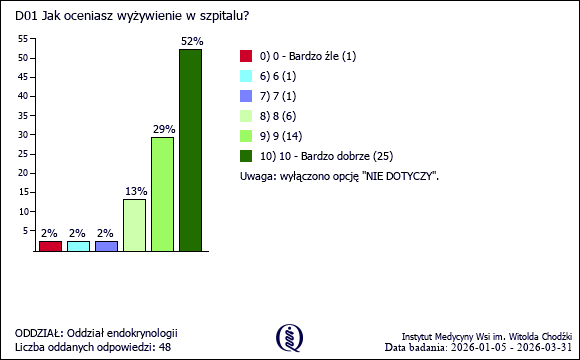 D01 Jak oceniasz wyżywienie w szpitalu?
55
50
45
40
35
30
25
20
15
10
5
2%
2%
2%
13%
29%
52%
0) 0 - Bardzo źle (1)
6) 6 (1)
7) 7 (1)
8) 8 (6)
9) 9 (14)
10) 10 - Bardzo dobrze (25)
Uwaga: wyłączono opcję "NIE DOTYCZY".
ODDZIAŁ: Oddział endokrynologii
Liczba oddanych odpowiedzi: 48
Instytut Medycyny Wsi im. Witolda Chodźki
Data badania: 2026-01-05 - 2026-03-31